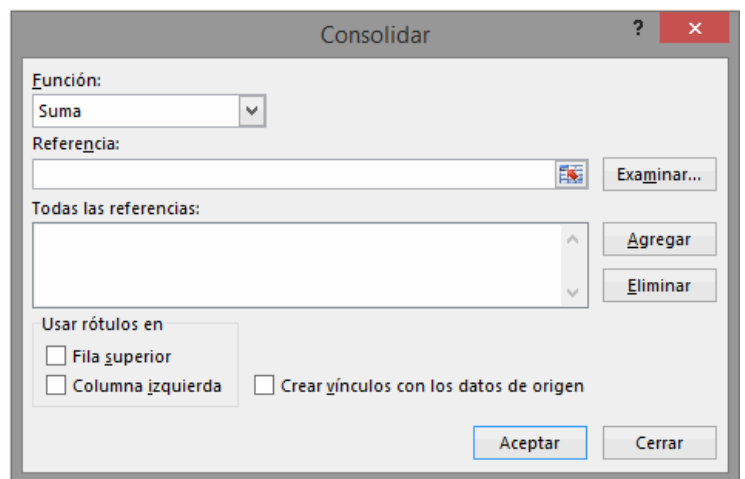 Consolidar
?
Función:
Suma
Referencia:
Examinar...
Todas las referencias:
Agregar
Eliminar
Usar rótulos en
Fila superior
Columna izquierda
Crear vínculos con los datos de origen
Aceptar
Cerrar